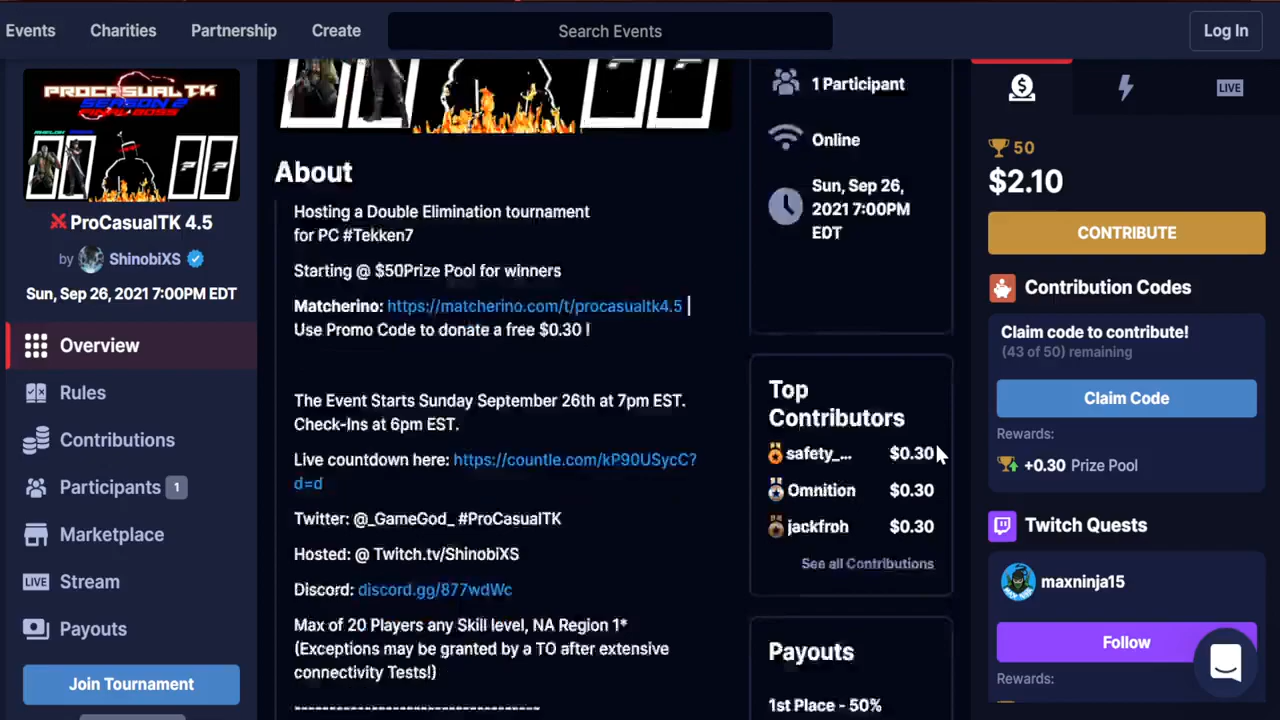 Events
Charities
Partnership
Create
Search Events
Log In
PROCASUALTK
SEASON 2
ProCasualTK 4.5
by ShinobiXS
Sun, Sep 26, 2021 7:00PM EDT
Overview
Rules
Contributions
Participants 1
Marketplace
LIVE Stream
Payouts
Join Tournament
About
Hosting a Double Elimination tournament
for PC #Tekken7
Starting @ $50Prize Pool for winners
Matcherino: https://matcherino.com/t/procasualtk4.5 |
Use Promo Code to donate a free $0.30 !
The Event Starts Sunday September 26th at 7pm EST.
Check-Ins at 6pm EST.
Live countdown here: https://countle.com/kP90USycC?
d=d
Twitter: @_GameGod_ #ProCasualTK
Hosted: @ Twitch.tv/ShinobiXS
Discord: discord.gg/877wdWc
Max of 20 Players any Skill level, NA Region 1*
(Exceptions may be granted by a TO after extensive
connectivity Tests!)
-----------------------------------
1 Participant
Online
Sun, Sep 26,
2021 7:00PM
EDT
Top
Contributors
safety_... $0.30
Omnition $0.30
jackfroh $0.30
See all Contributions
Payouts
1st Place - 50%
LIVE
50
$2.10
CONTRIBUTE
Contribution Codes
Claim code to contribute!
(43 of 50) remaining
Claim Code
Rewards:
+0.30 Prize Pool
Twitch Quests
maxninja15
Follow
Rewards: